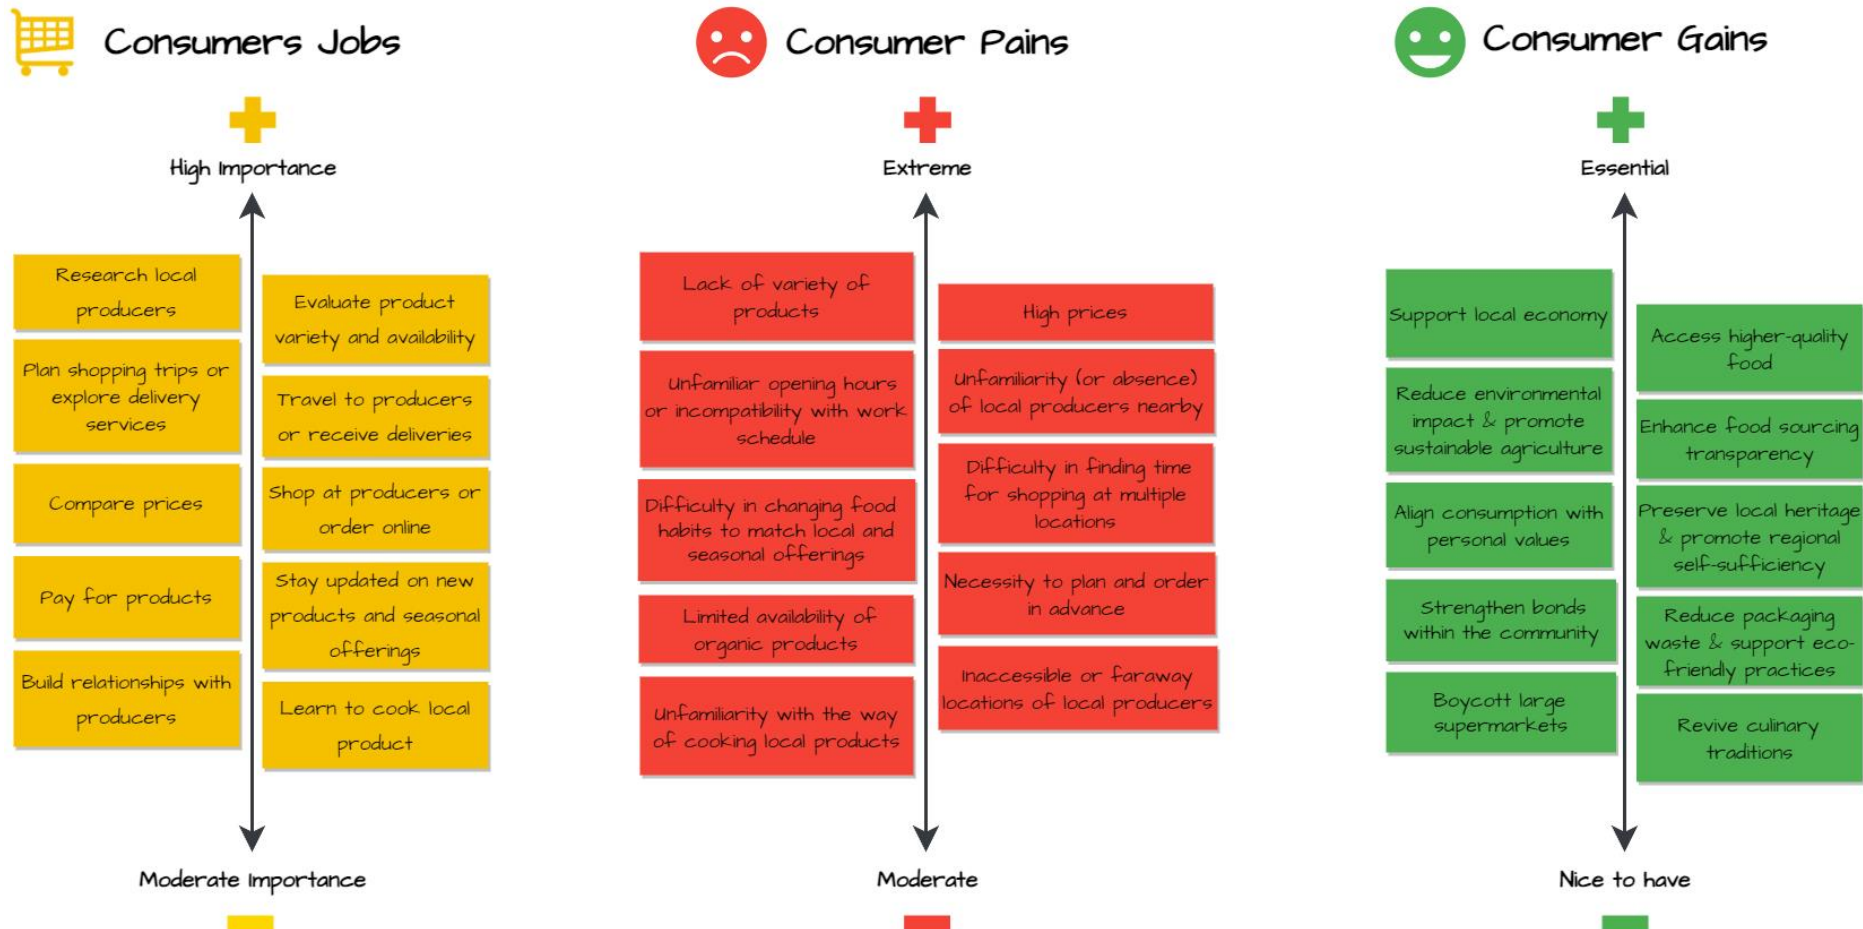 Consumers Jobs
High Importance
Research local
producers
Plan shopping trips or
explore delivery
services
Compare prices
Pay for products
Build relationships with
producers
Evaluate product
variety and availability
Travel to producers
or receive deliveries
Shop at producers or
order online
Stay updated on new
products and seasonal
offerings
Learn to cook local
product
Moderate Importance
Consumer Pains
Extreme
Lack of variety of
products
Unfamiliar opening hours
or incompatibility with work
schedule
Difficulty in changing food
habits to match local and
seasonal offerings
Limited availability of
organic products
Unfamiliarity with the way
of cooking local products
High prices
Unfamiliarity (or absence)
of local producers nearby
Difficulty in finding time
for shopping at multiple
locations
Necessity to plan and order
in advance
Inaccessible or faraway
locations of local producers
Moderate
Consumer Gains
Essential
Support local economy
Reduce environmental
impact & promote
sustainable agriculture
Align consumption with
personal values
Strengthen bonds
within the community
Boycott large
supermarkets
Access higher-quality
food
Enhance food sourcing
transparency
Preserve local heritage
& promote regional
self-sufficiency
Reduce packaging
waste & support eco-
friendly practices
Revive culinary
traditions
Nice to have